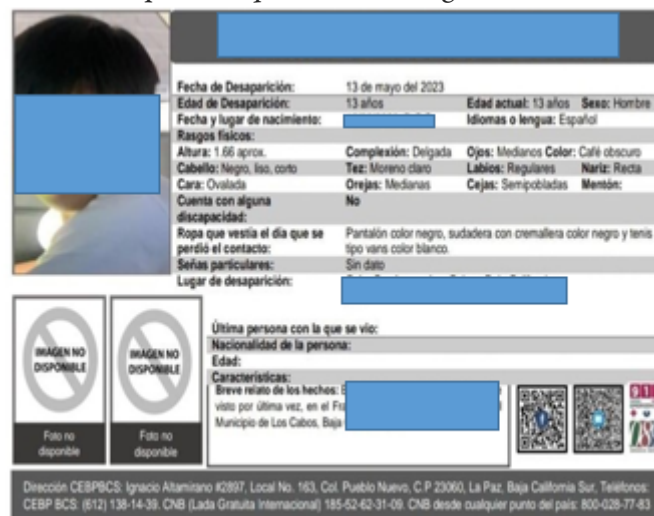 Fecha de Desaparición: 13 de mayo del 2023
Edad de Desaparición: 13 años Edad actual: 13 años Sexo: Hombre
Fecha y lugar de nacimiento: Idiomas o lengua: Español
Rasgos físicos:
Altura: 1.66 aprox. Complexión: Delgada Ojos: Medianos Color: Café obscuro
Cabello: Negro, liso, corto Tez: Moreno claro Labios: Regulares Nariz: Recta
Cara: Ovalada Orejas: Medianas Cejas: Semipobladas Mentón:
Cuenta con alguna No
discapacidad:
Ropa que vestía el día que se Pantalón color negro, sudadera con cremallera color negro y tenis
perdió el contacto: tipo vans color blanco.
Señas particulares: Sin dato
Lugar de desaparición:
Última persona con la que se vio:
Nacionalidad de la persona:
Edad:
Características:
Breve relato de los hechos:
visto por última vez, en el
Municipio de Los Cabos, Baja
IMAGEN NO
DISPONIBLE
Foto no
disponible
IMAGEN NO
DISPONIBLE
Foto no
disponible
911
Dirección CEBPBCS: Ignacio Altamirano #2897, Local No. 163, Col. Pueblo Nuevo, C.P 23060, La Paz, Baja California Sur, Teléfonos:
CEBP BCS: (612) 138-14-39. CNB (Lada Gratuita Internacional) 185-52-62-31-09. CNB desde cualquier punto del país: 800-028-77-83